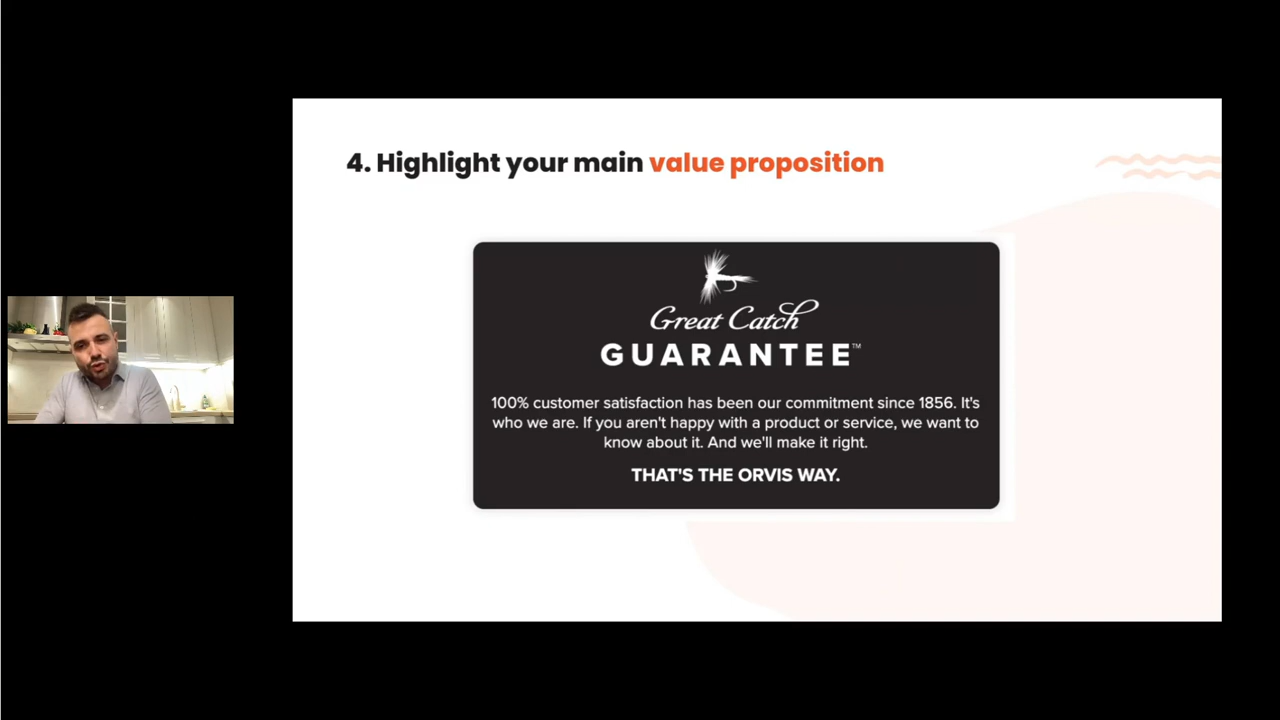 4. Highlight your main value proposition
Great Catch
GUARANTEE™
100% customer satisfaction has been our commitment since 1856. It's
who we are. If you aren't happy with a product or service, we want to
know about it. And we'll make it right.
THAT'S THE ORVIS WAY.